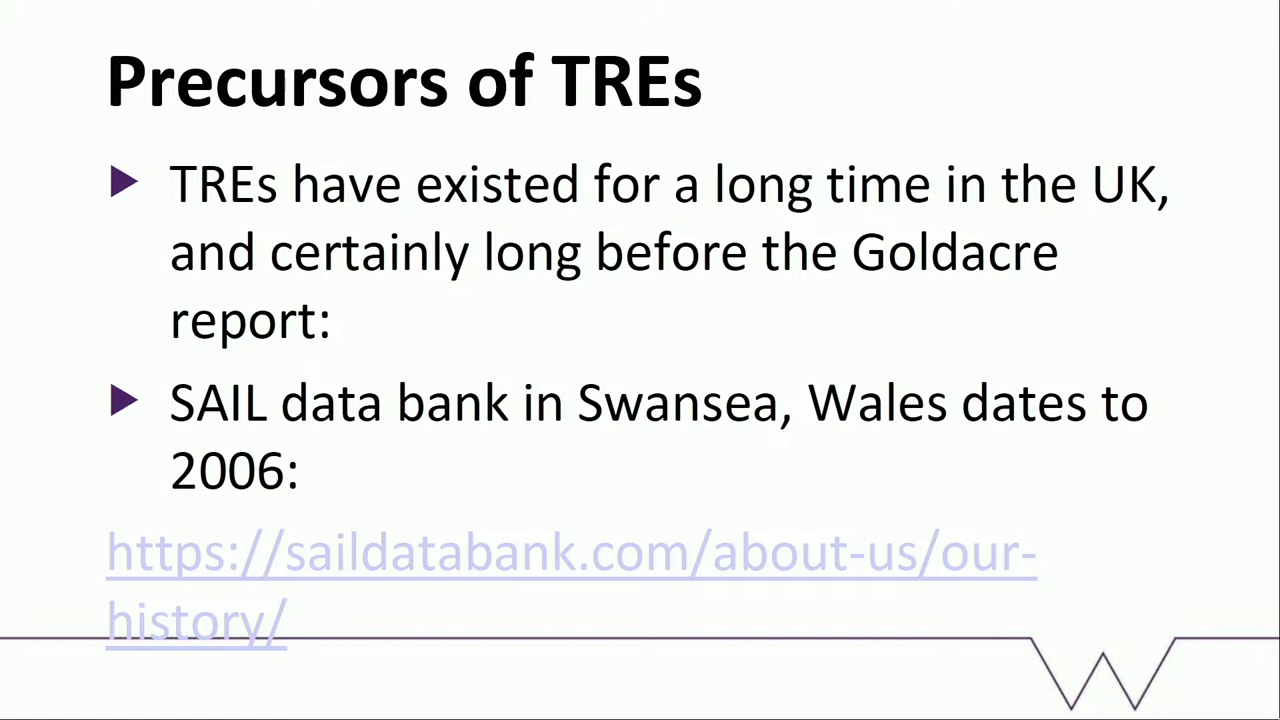 Precursors of TREs
TREs have existed for a long time in the UK,
and certainly long before the Goldacre
report:
SAIL data bank in Swansea, Wales dates to
2006:
https://saildatabank.com/about-us/our-
history/